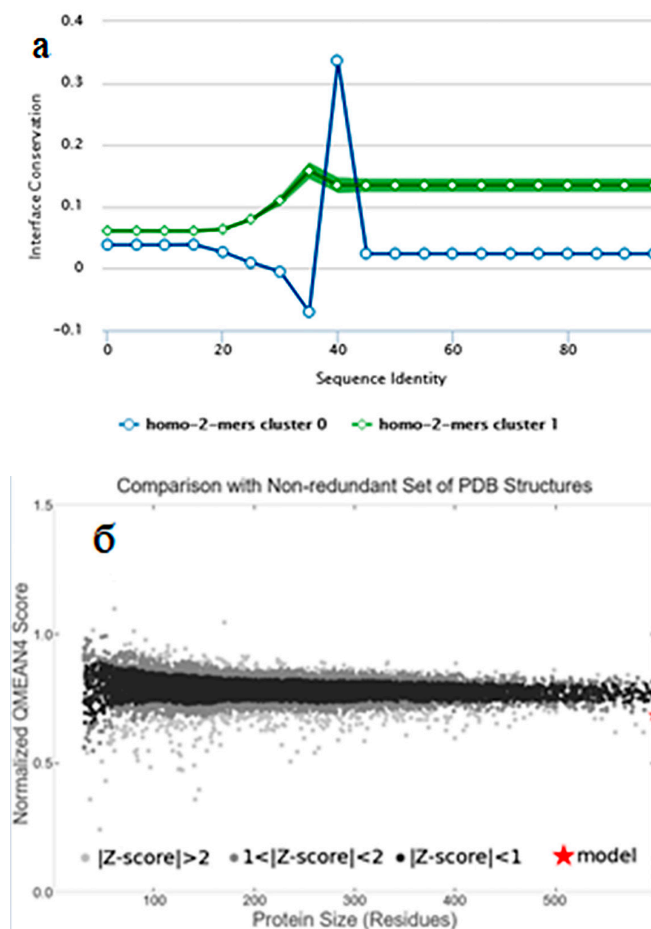 а
0.4
0.3
0.2
0.1
0
−0.1
Interface Conservation
0 20 40 60 80
Sequence Identity
homo-2-mers cluster 0 homo-2-mers cluster 1
Comparison with Non-redundant Set of PDB Structures
б
1.5
1.0
0.5
0.0
Normalized QMEAN4 Score
|Z-score|>2 1<|Z-score|<2 |Z-score|<1 model
100 200 300 400 500
Protein Size (Residues)